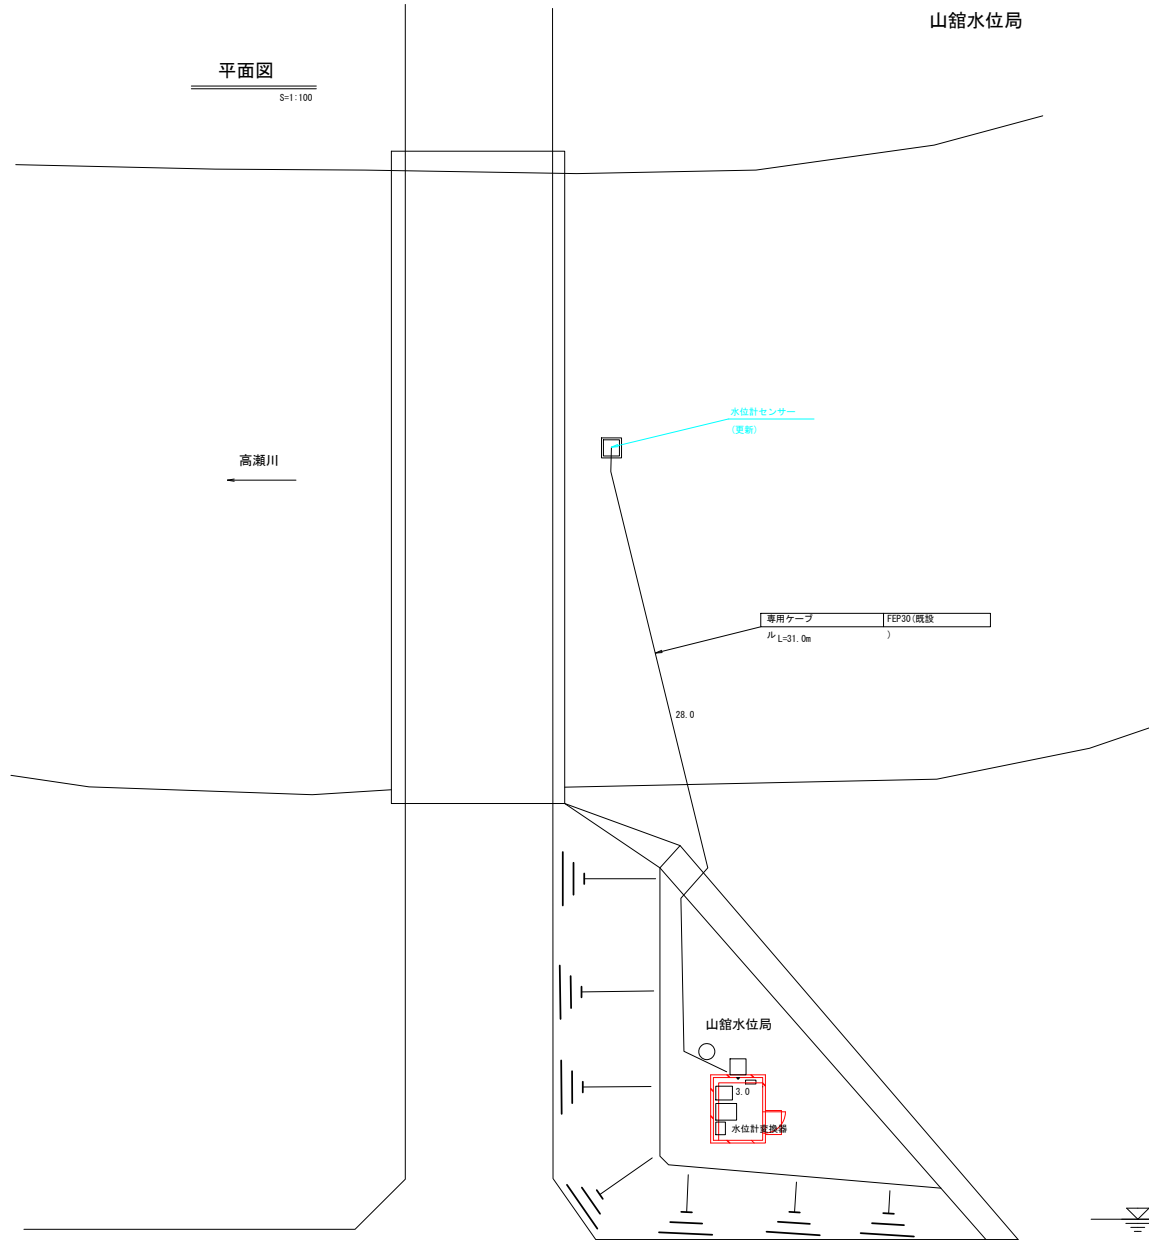 山舘水位局
平面図
S=1:100
水位計センサー
(更新)
高瀬川
専用ケーブ
ル L=31.0m
FEP30(既設
)
28.0
山舘水位局
3.0
水位計変換器